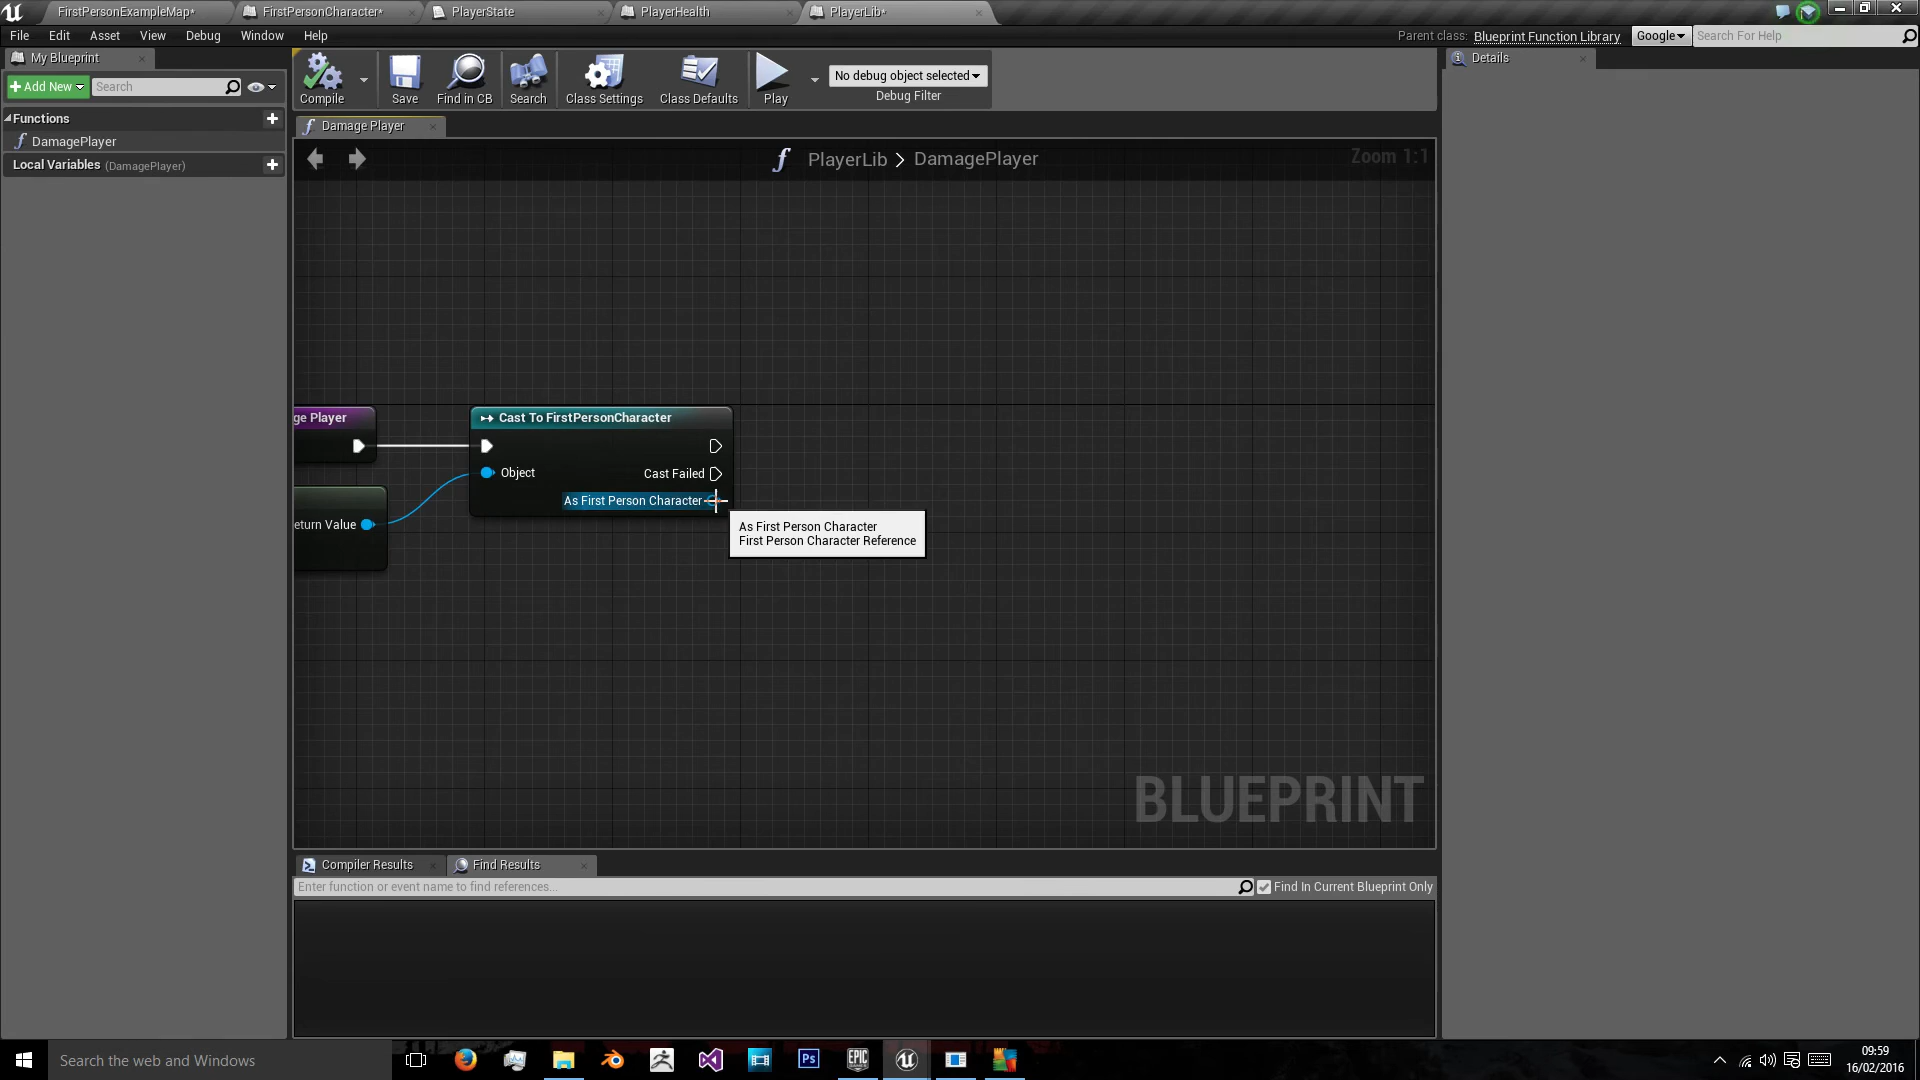 FirstPersonExampleMap*
FirstPersonCharacter*
PlayerState
PlayerHealth
PlayerLib*
File Edit Asset View Debug Window Help
Parent class: Blueprint Function Library
Google
Search For Help
My Blueprint
Add New
Search
Functions
DamagePlayer
Local Variables (DamagePlayer)
Compile
Save
Find in CB
Search
Class Settings
Class Defaults
Play
No debug object selected
Debug Filter
Details
Damage Player
PlayerLib > DamagePlayer
Zoom 1:1
ge Player
Cast To FirstPersonCharacter
Object
Cast Failed
As First Person Character
eturn Value
As First Person Character
First Person Character Reference
BLUEPRINT
Compiler Results
Find Results
Enter function or event name to find references...
Find In Current Blueprint Only
Search the web and Windows
Ps
EPIC
09:59
16/02/2016